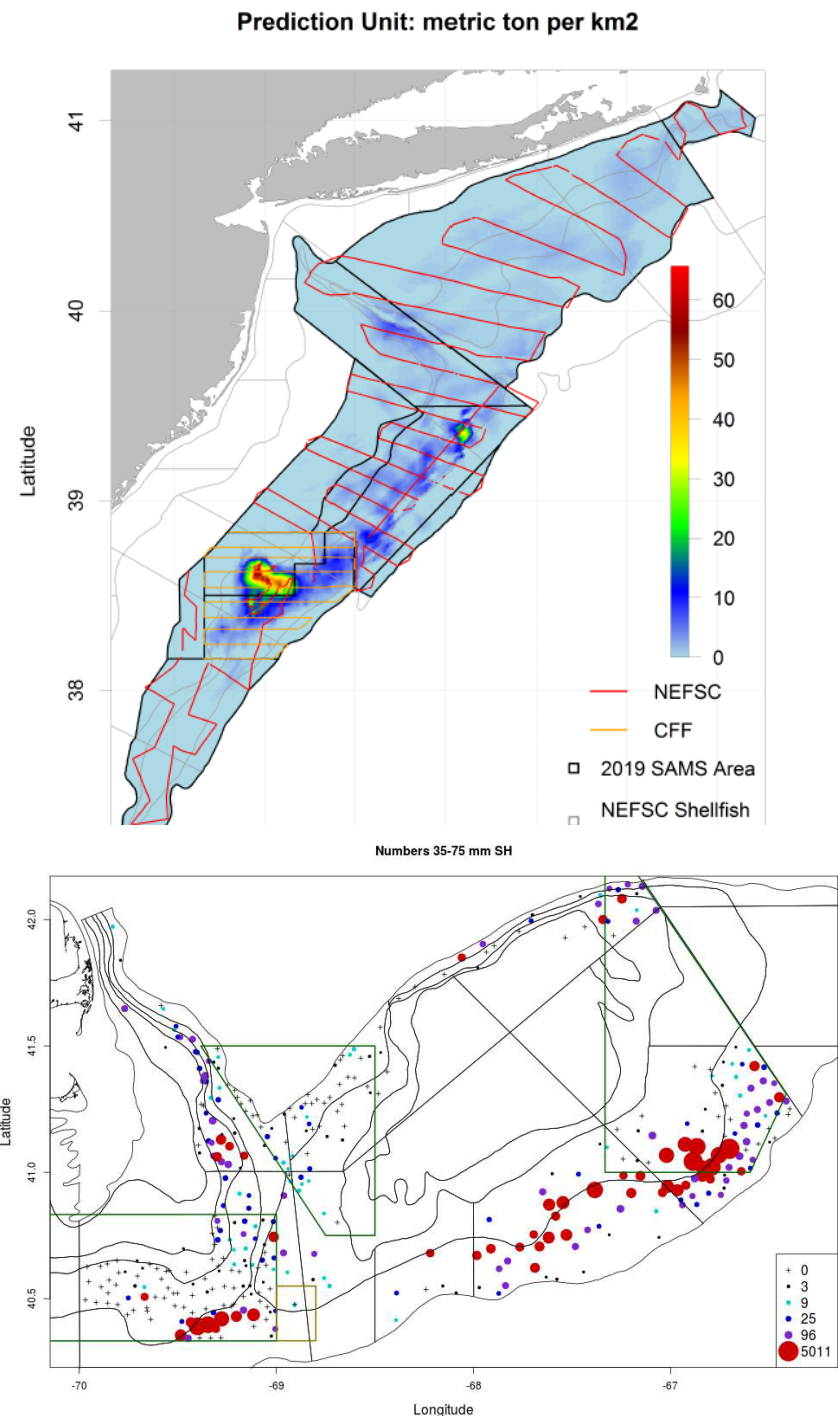 Prediction Unit: metric ton per km2
41
40
39
38
Latitude
60
50
40
30
20
10
0
NEFSC
CFF
2019 SAMS Area
NEFSC Shellfish
Numbers 35-75 mm SH
42.0
41.5
41.0
40.5
Latitude
0
3
9
25
96
5011
-70
-69
-68
-67
Longitude